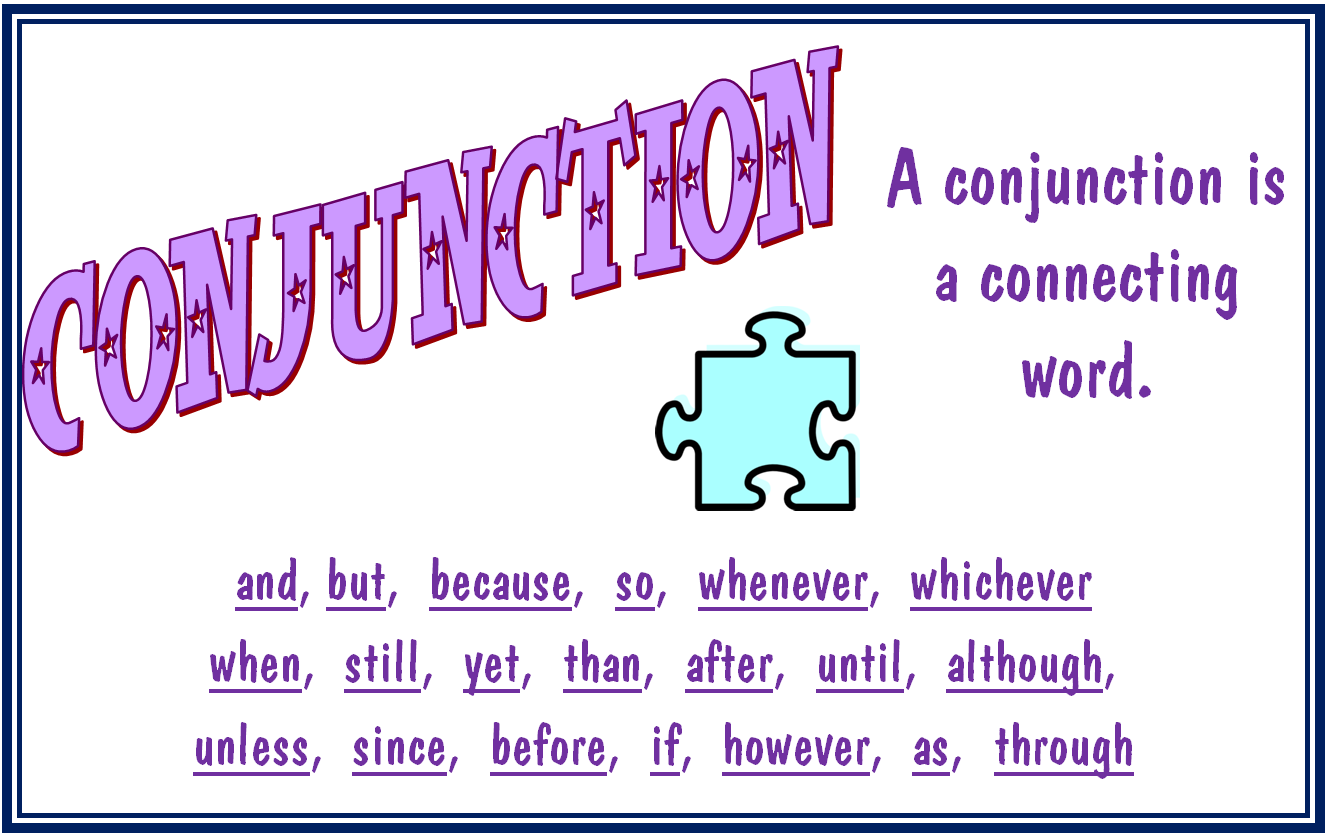 CONJUNCTION
A conjunction is
a connecting
word.
and, but, because, so, whenever, whichever
when, still, yet, than, after, until, although,
unless, since, before, if, however, as, through